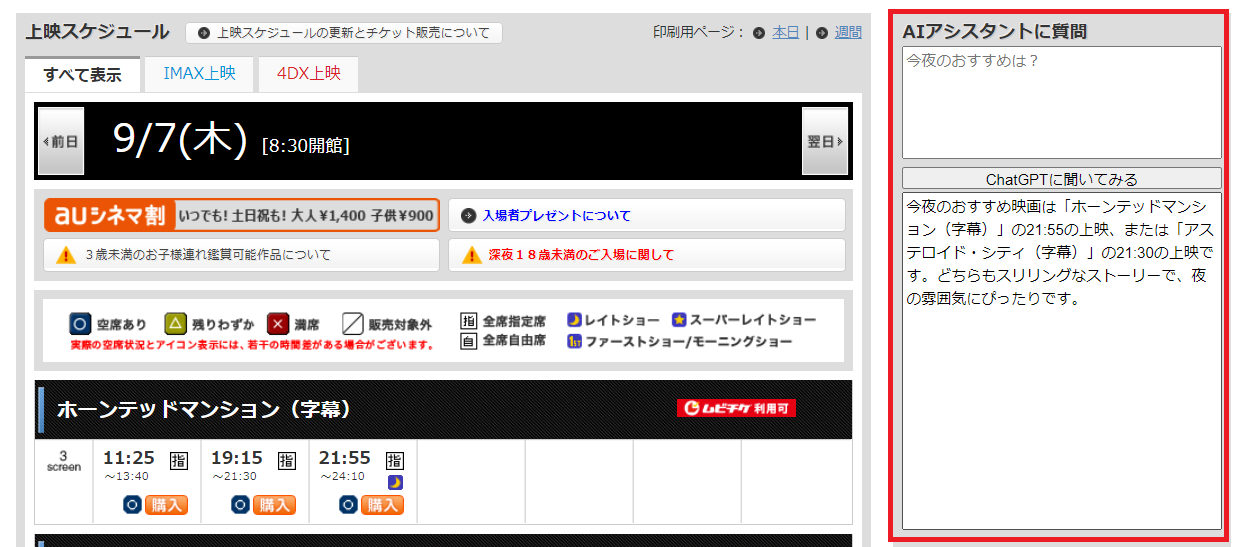 上映スケジュール
上映スケジュールの更新とチケット販売について
印刷用ページ： 本日 | 週間
すべて表示
IMAX上映
4DX上映
前日
9/7(木) [8:30開館]
翌日
auシネマ割 いつでも! 土日祝も! 大人¥1,400 子供¥900
入場者プレゼントについて
３歳未満のお子様連れ鑑賞可能作品について
深夜１８歳未満のご入場に関して
空席あり 残りわずか 満席 販売対象外
実際の空席状況とアイコン表示には、若干の時間差がある場合がございます。
指 全席指定席 レイトショー スーパーレイトショー
自 全席自由席 1st ファーストショー/モーニングショー
ホーンテッドマンション（字幕）
ムビチケ 利用可
3
screen
11:25 指
～13:40
購入
19:15 指
～21:30
購入
21:55 指
～24:10
購入
AIアシスタントに質問
今夜のおすすめは？
ChatGPTに聞いてみる
今夜のおすすめ映画は「ホーンテッドマンシ
ョン（字幕）」の21:55の上映、または「アス
テロイド・シティ（字幕）」の21:30の上映で
す。どちらもスリリングなストーリーで、夜
の雰囲気にぴったりです。